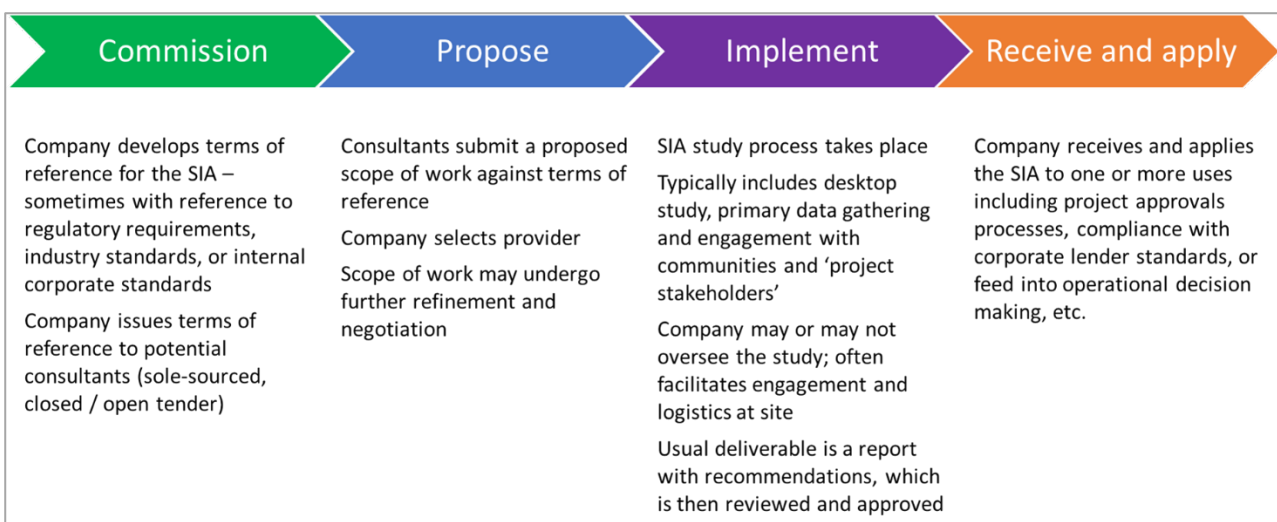 Commission
Propose
Implement
Receive and apply
Company develops terms of
reference for the SIA –
sometimes with reference to
regulatory requirements,
industry standards, or internal
corporate standards
Company issues terms of
reference to potential
consultants (sole-sourced,
closed / open tender)
Consultants submit a proposed
scope of work against terms of
reference
Company selects provider
Scope of work may undergo
further refinement and
negotiation
SIA study process takes place
Typically includes desktop
study, primary data gathering
and engagement with
communities and ‘project
stakeholders’
Company may or may not
oversee the study; often
facilitates engagement and
logistics at site
Usual deliverable is a report
with recommendations, which
is then reviewed and approved
Company receives and applies
the SIA to one or more uses
including project approvals
processes, compliance with
corporate lender standards, or
feed into operational decision
making, etc.